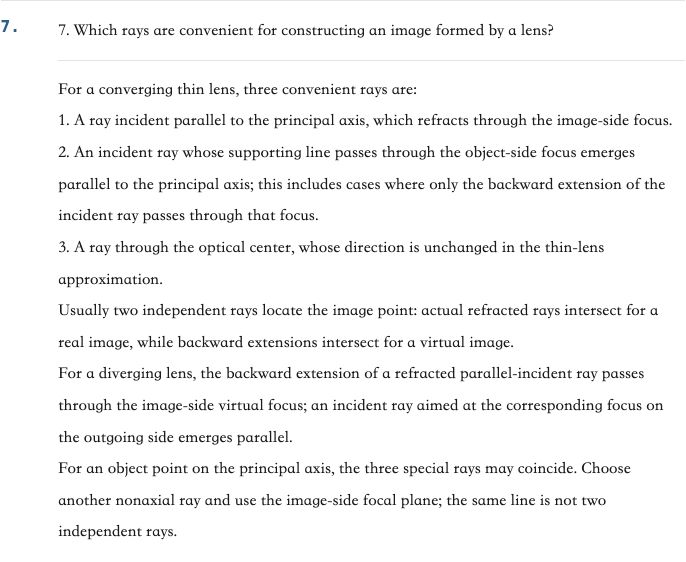 7.
7. Which rays are convenient for constructing an image formed by a lens?
For a converging thin lens, three convenient rays are:
1. A ray incident parallel to the principal axis, which refracts through the image-side focus.
2. An incident ray whose supporting line passes through the object-side focus emerges
parallel to the principal axis; this includes cases where only the backward extension of the
incident ray passes through that focus.
3. A ray through the optical center, whose direction is unchanged in the thin-lens
approximation.
Usually two independent rays locate the image point: actual refracted rays intersect for a
real image, while backward extensions intersect for a virtual image.
For a diverging lens, the backward extension of a refracted parallel-incident ray passes
through the image-side virtual focus; an incident ray aimed at the corresponding focus on
the outgoing side emerges parallel.
For an object point on the principal axis, the three special rays may coincide. Choose
another nonaxial ray and use the image-side focal plane; the same line is not two
independent rays.